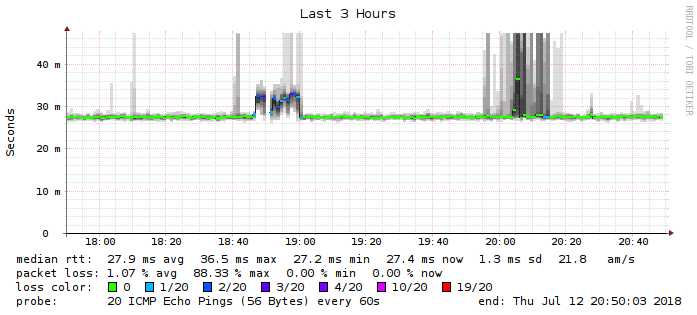 Last 3 Hours
RRDTOOL / TOBI OETIKER
Seconds
40 m
30 m
20 m
10 m
0
18:00 18:20 18:40 19:00 19:20 19:40 20:00 20:20 20:40
median rtt: 27.9 ms avg 36.5 ms max 27.2 ms min 27.4 ms now 1.3 ms sd 21.8 am/s
packet loss: 1.07 % avg 88.33 % max 0.00 % min 0.00 % now
loss color: 0 1/20 2/20 3/20 4/20 10/20 19/20
probe: 20 ICMP Echo Pings (56 Bytes) every 60s end: Thu Jul 12 20:50:03 2018